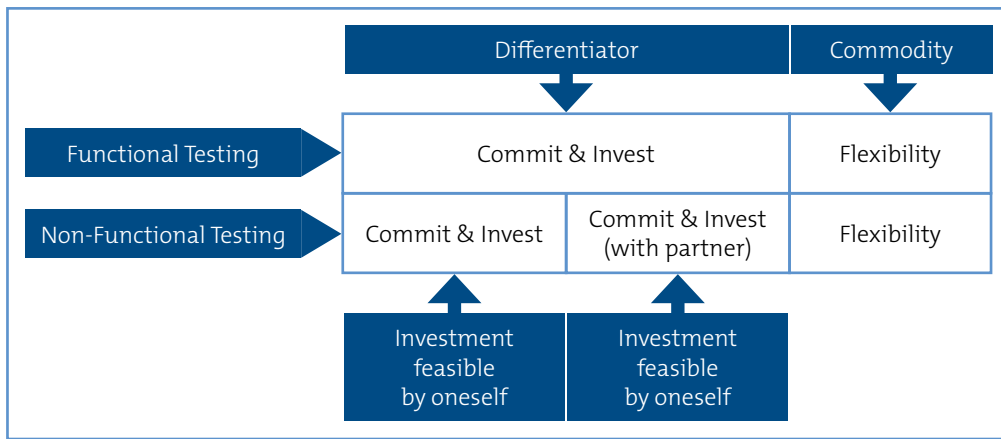 Differentiator
Commodity
Functional Testing
Commit & Invest
Flexibility
Non-Functional Testing
Commit & Invest
Commit & Invest
(with partner)
Flexibility
Investment
feasible
by oneself
Investment
feasible
by oneself